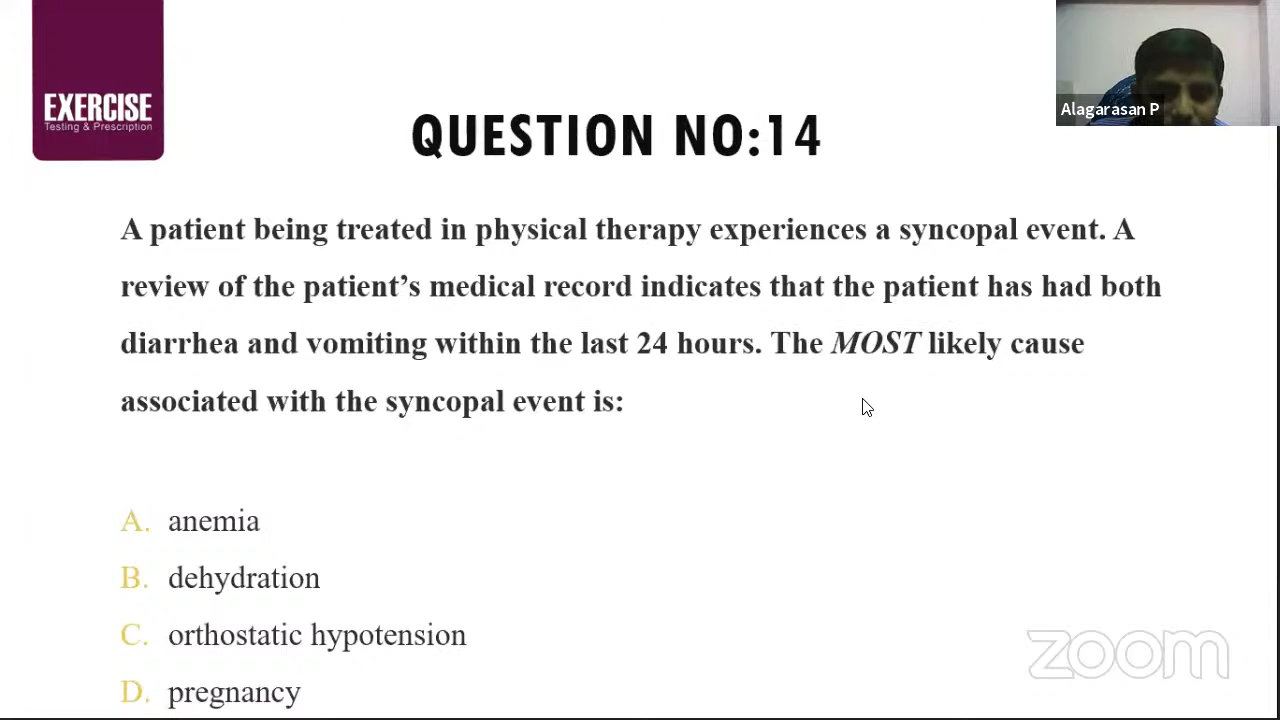 EXERCISE
Testing & Prescription
Alagarasan P
QUESTION NO:14
A patient being treated in physical therapy experiences a syncopal event. A
review of the patient’s medical record indicates that the patient has had both
diarrhea and vomiting within the last 24 hours. The MOST likely cause
associated with the syncopal event is:
A. anemia
B. dehydration
C. orthostatic hypotension
D. pregnancy
zoom